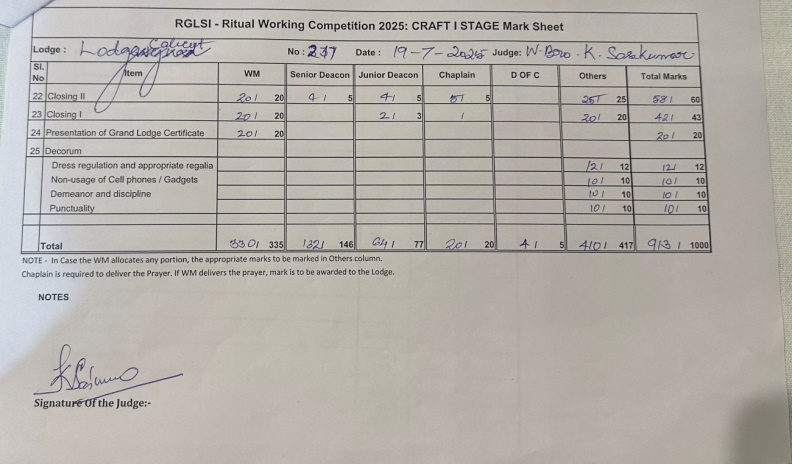 RGLSI - Ritual Working Competition 2025: CRAFT I STAGE Mark Sheet
Lodge : Lodge Calicut No : 237 Date : 19-7-2025 Judge: W. Bro. K. Sasikumar
Sl. No Item WM Senior Deacon Junior Deacon Chaplain D OF C Others Total Marks
22 Closing II 20/ 20 4/ 5 4/ 5 5/ 5 25/ 25 58/ 60
23 Closing I 20/ 20 2/ 3 / 20/ 20 42/ 43
24 Presentation of Grand Lodge Certificate 20/ 20 20/ 20
25 Decorum
Dress regulation and appropriate regalia 12/ 12 12/ 12
Non-usage of Cell phones / Gadgets 10/ 10 10/ 10
Demeanor and discipline 10/ 10 10/ 10
Punctuality 10/ 10 10/ 10
Total 330/ 335 132/ 146 77 20/ 20 4/ 5 410/ 417 / 1000
NOTE - In Case the WM allocates any portion, the appropriate marks to be marked in Others column.
Chaplain is required to deliver the Prayer. If WM delivers the prayer, mark is to be awarded to the Lodge.
NOTES
Signature Of the Judge:-